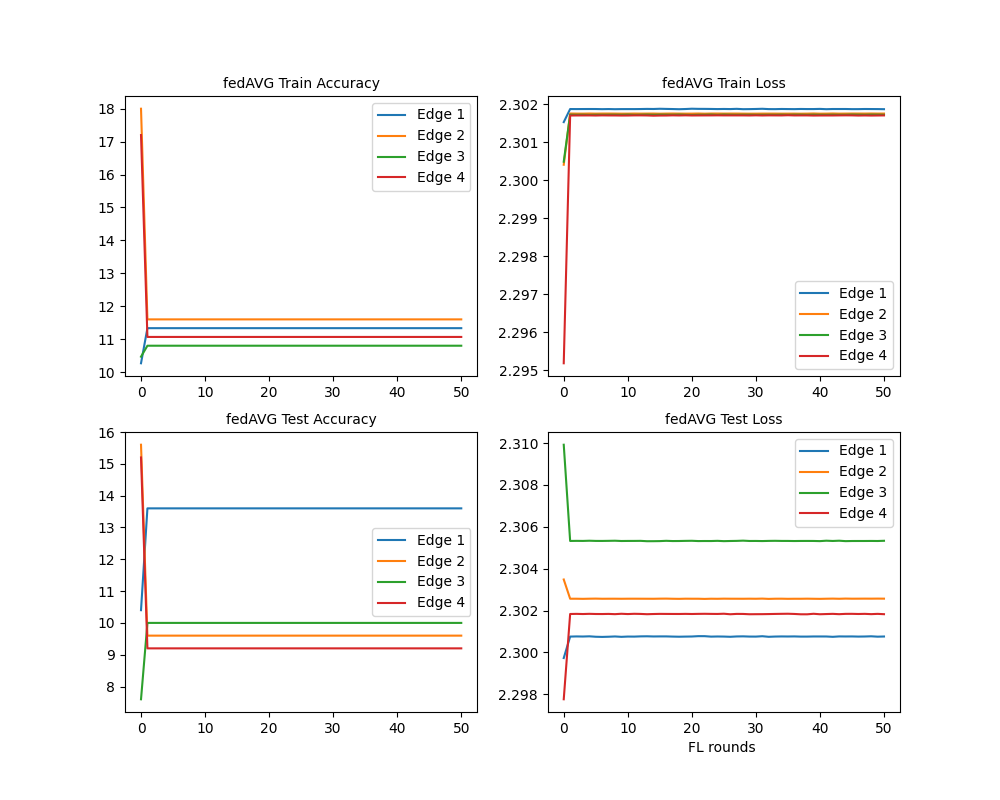 fedAVG Train Accuracy
18
17
16
15
14
13
12
11
10
0 10 20 30 40 50
Edge 1
Edge 2
Edge 3
Edge 4
fedAVG Train Loss
2.302
2.301
2.300
2.299
2.298
2.297
2.296
2.295
0 10 20 30 40 50
Edge 1
Edge 2
Edge 3
Edge 4
fedAVG Test Accuracy
16
15
14
13
12
11
10
9
8
0 10 20 30 40 50
Edge 1
Edge 2
Edge 3
Edge 4
fedAVG Test Loss
2.310
2.308
2.306
2.304
2.302
2.300
2.298
0 10 20 30 40 50
Edge 1
Edge 2
Edge 3
Edge 4
FL rounds